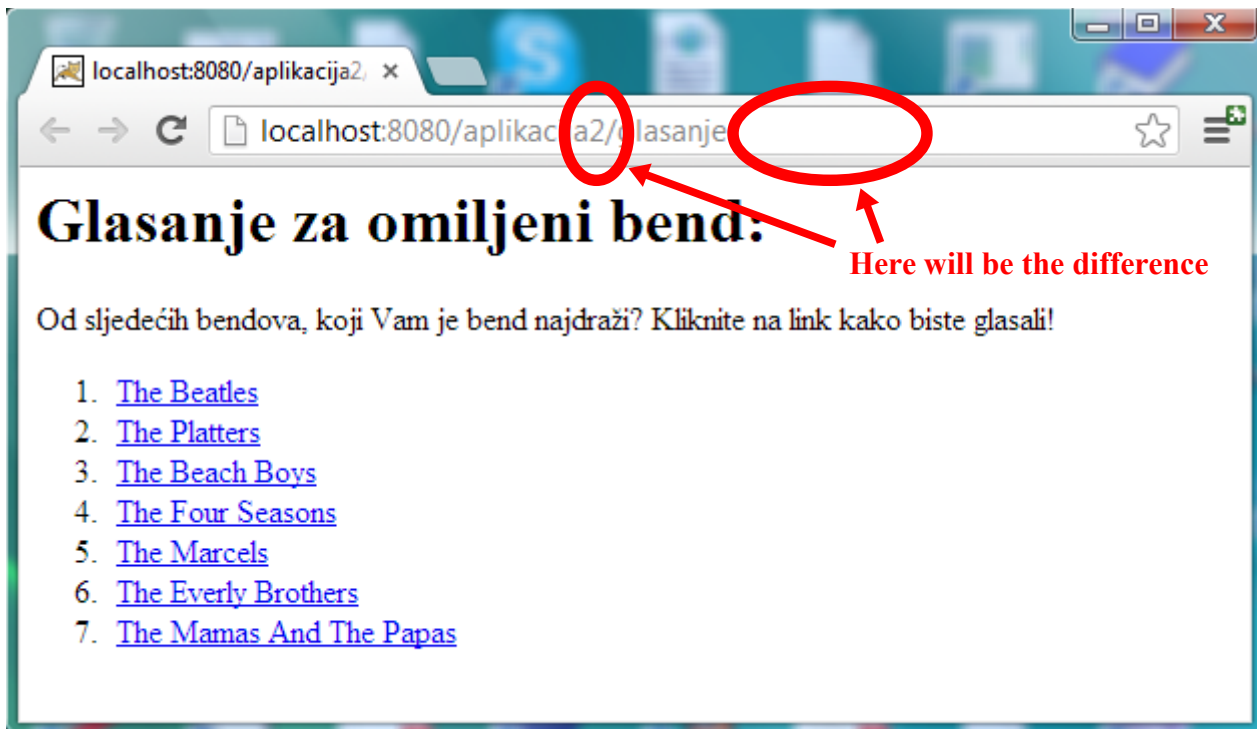 localhost:8080/aplikacija2/
localhost:8080/aplikacija2/glasanje
Glasanje za omiljeni bend:
Here will be the difference
Od sljedećih bendova, koji Vam je bend najdraži? Kliknite na link kako biste glasali!
1. The Beatles
2. The Platters
3. The Beach Boys
4. The Four Seasons
5. The Marcels
6. The Everly Brothers
7. The Mamas And The Papas